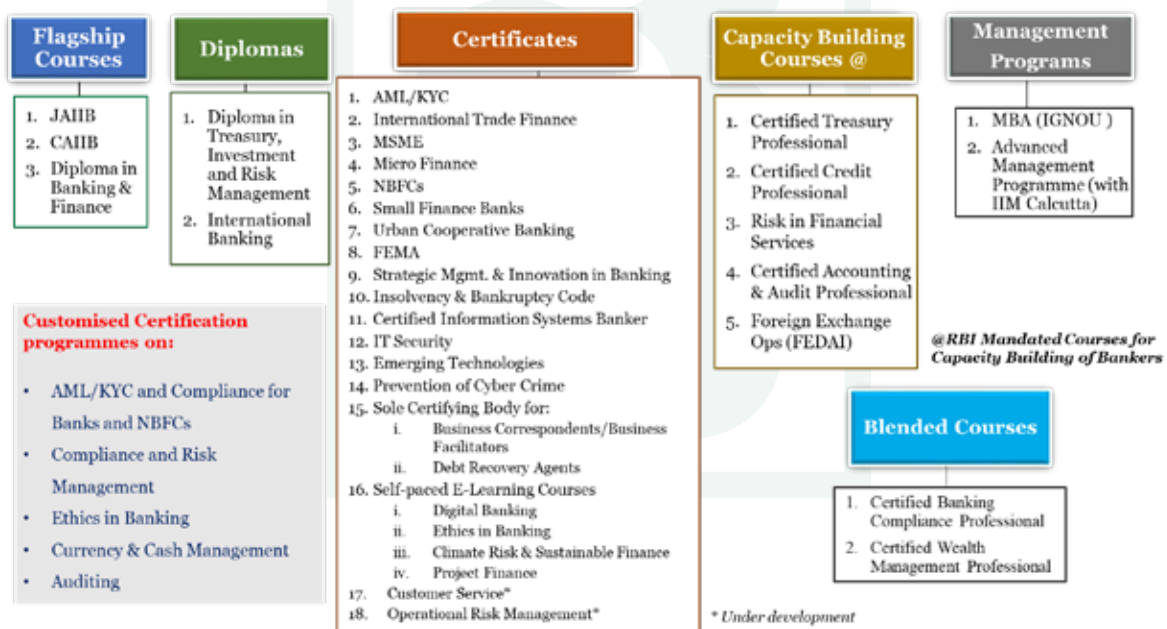 Flagship
Courses
1. JAIIB
2. CAIIB
3. Diploma in
Banking &
Finance
Diplomas
1. Diploma in
Treasury,
Investment
and Risk
Management
2. International
Banking
Certificates
1. AML/KYC
2. International Trade Finance
3. MSME
4. Micro Finance
5. NBFCs
6. Small Finance Banks
7. Urban Cooperative Banking
8. FEMA
9. Strategic Mgmt. & Innovation in Banking
10. Insolvency & Bankruptcy Code
11. Certified Information Systems Banker
12. IT Security
13. Emerging Technologies
14. Prevention of Cyber Crime
15. Sole Certifying Body for:
i. Business Correspondents/Business
Facilitators
ii. Debt Recovery Agents
16. Self-paced E-Learning Courses
i. Digital Banking
ii. Ethics in Banking
iii. Climate Risk & Sustainable Finance
iv. Project Finance
17. Customer Service*
18. Operational Risk Management*
Capacity Building
Courses @
1. Certified Treasury
Professional
2. Certified Credit
Professional
3. Risk in Financial
Services
4. Certified Accounting
& Audit Professional
5. Foreign Exchange
Ops (FEDAI)
Management
Programs
1. MBA (IGNOU )
2. Advanced
Management
Programme (with
IIM Calcutta)
@RBI Mandated Courses for
Capacity Building of Bankers
Customised Certification
programmes on:
• AML/KYC and Compliance for
Banks and NBFCs
• Compliance and Risk
Management
• Ethics in Banking
• Currency & Cash Management
• Auditing
Blended Courses
1. Certified Banking
Compliance Professional
2. Certified Wealth
Management Professional
* Under development